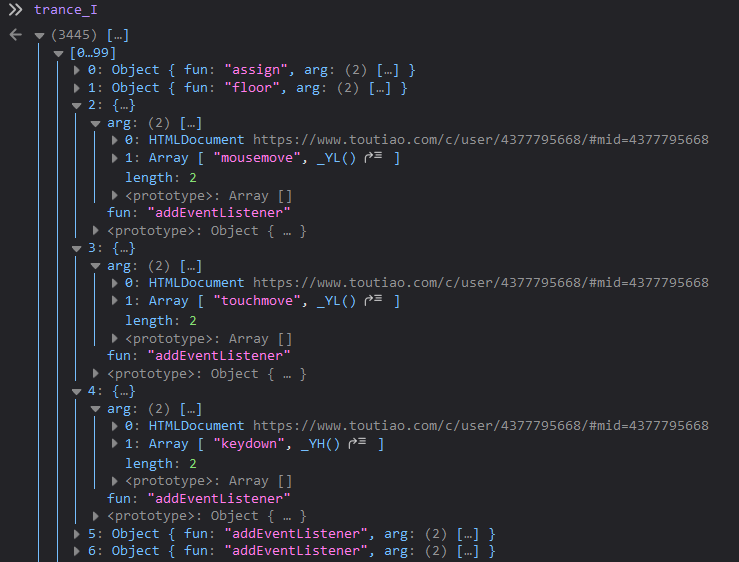 trance_I
(3445) […]
[0…99]
0: Object { fun: "assign", arg: (2) […] }
1: Object { fun: "floor", arg: (2) […] }
2: {…}
arg: (2) […]
0: HTMLDocument https://www.toutiao.com/c/user/4377795668/#mid=4377795668
1: Array [ "mousemove", _YL() ]
length: 2
<prototype>: Array []
fun: "addEventListener"
<prototype>: Object { … }
3: {…}
arg: (2) […]
0: HTMLDocument https://www.toutiao.com/c/user/4377795668/#mid=4377795668
1: Array [ "touchmove", _YL() ]
length: 2
<prototype>: Array []
fun: "addEventListener"
<prototype>: Object { … }
4: {…}
arg: (2) […]
0: HTMLDocument https://www.toutiao.com/c/user/4377795668/#mid=4377795668
1: Array [ "keydown", _YH() ]
length: 2
<prototype>: Array []
fun: "addEventListener"
<prototype>: Object { … }
5: Object { fun: "addEventListener", arg: (2) […] }
6: Object { fun: "addEventListener", arg: (2) […] }